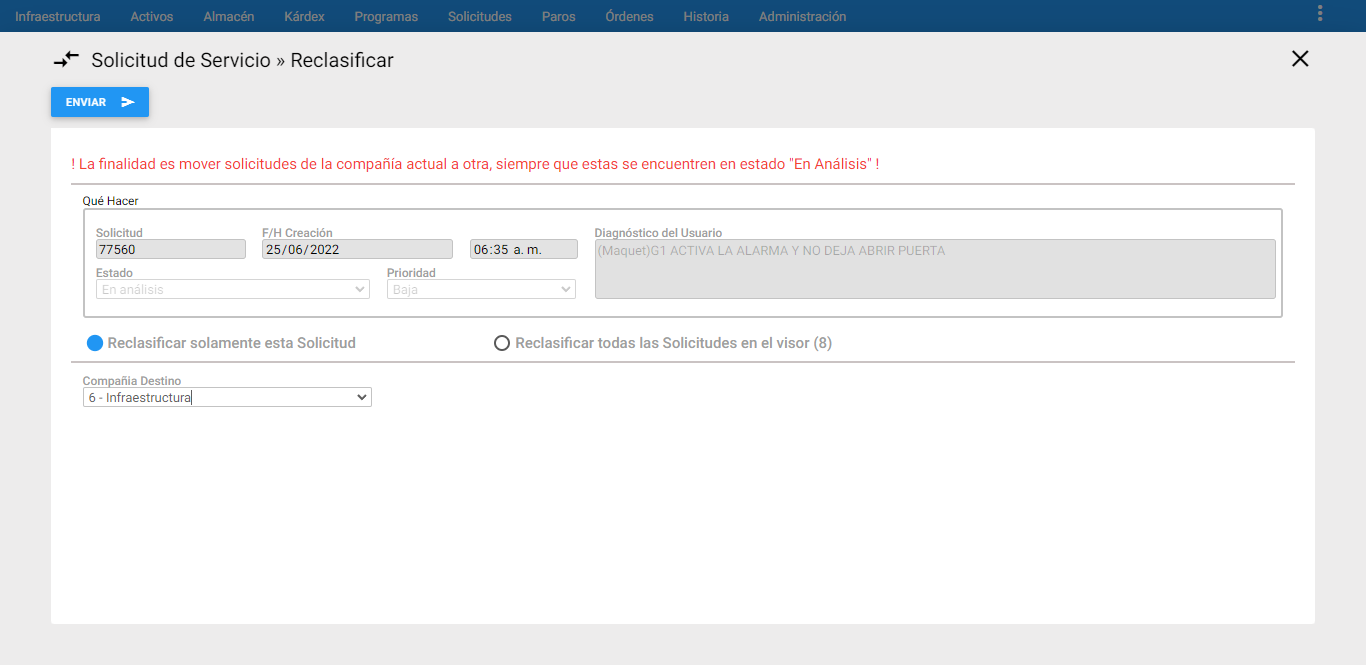 Infraestructura Activos Almacén Kárdex Programas Solicitudes Paros Órdenes Historia Administración
Solicitud de Servicio » Reclasificar
ENVIAR
! La finalidad es mover solicitudes de la compañía actual a otra, siempre que estas se encuentren en estado "En Análisis" !
Qué Hacer
Solicitud F/H Creación Diagnóstico del Usuario
77560 25/06/2022 06:35 a. m. (Maquet)G1 ACTIVA LA ALARMA Y NO DEJA ABRIR PUERTA
Estado Prioridad
En análisis Baja
Reclasificar solamente esta Solicitud Reclasificar todas las Solicitudes en el visor (8)
Compañia Destino
6 - Infraestructura